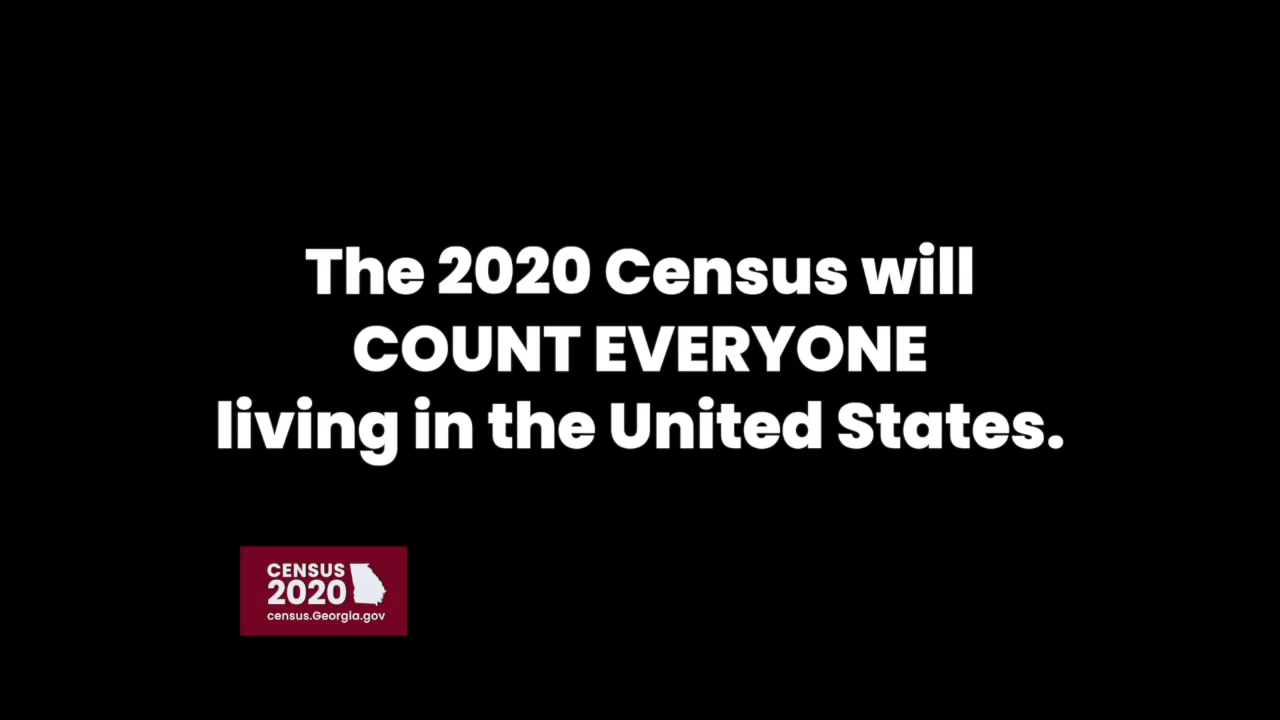 The 2020 Census will
COUNT EVERYONE
living in the United States.
CENSUS
2020
census.Georgia.gov